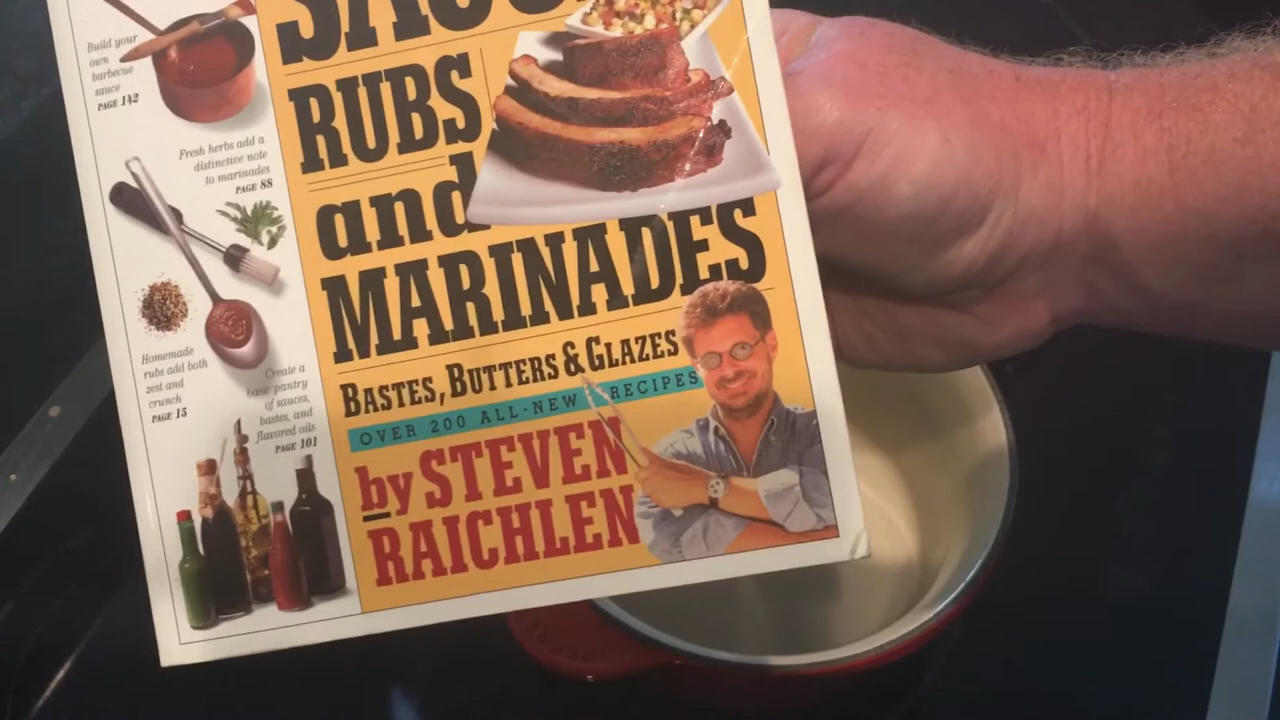 Build your
own
barbecue
sauce
PAGE 142
Fresh herbs add a
distinctive note
to marinades
PAGE 88
Homemade
rubs add both
zest and
crunch
PAGE 15
Create a
basic pantry
of sauces,
bastes, and
flavored oils
PAGE 101
RUBS
and
MARINADES
BASTES, BUTTERS & GLAZES
OVER 200 ALL-NEW RECIPES
by STEVEN
RAICHLEN